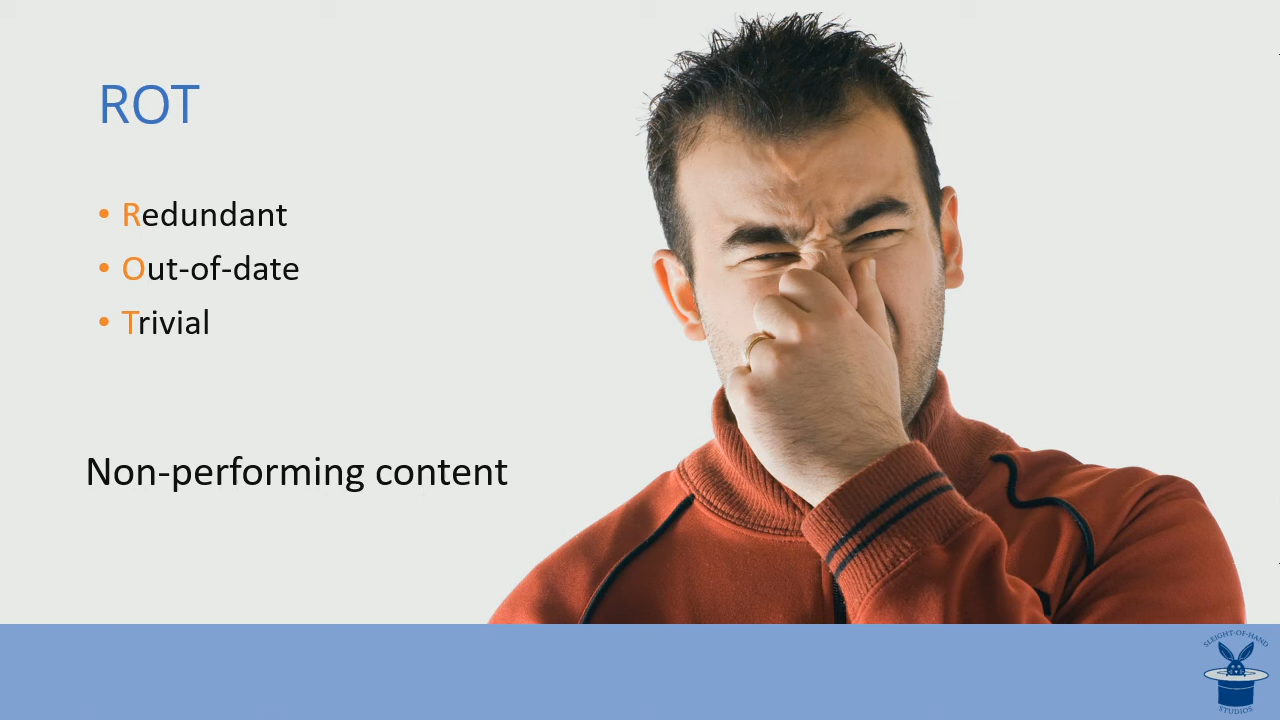 ROT
• Redundant
• Out-of-date
• Trivial
Non-performing content
SLEIGHT-OF-HAND
STUDIOS